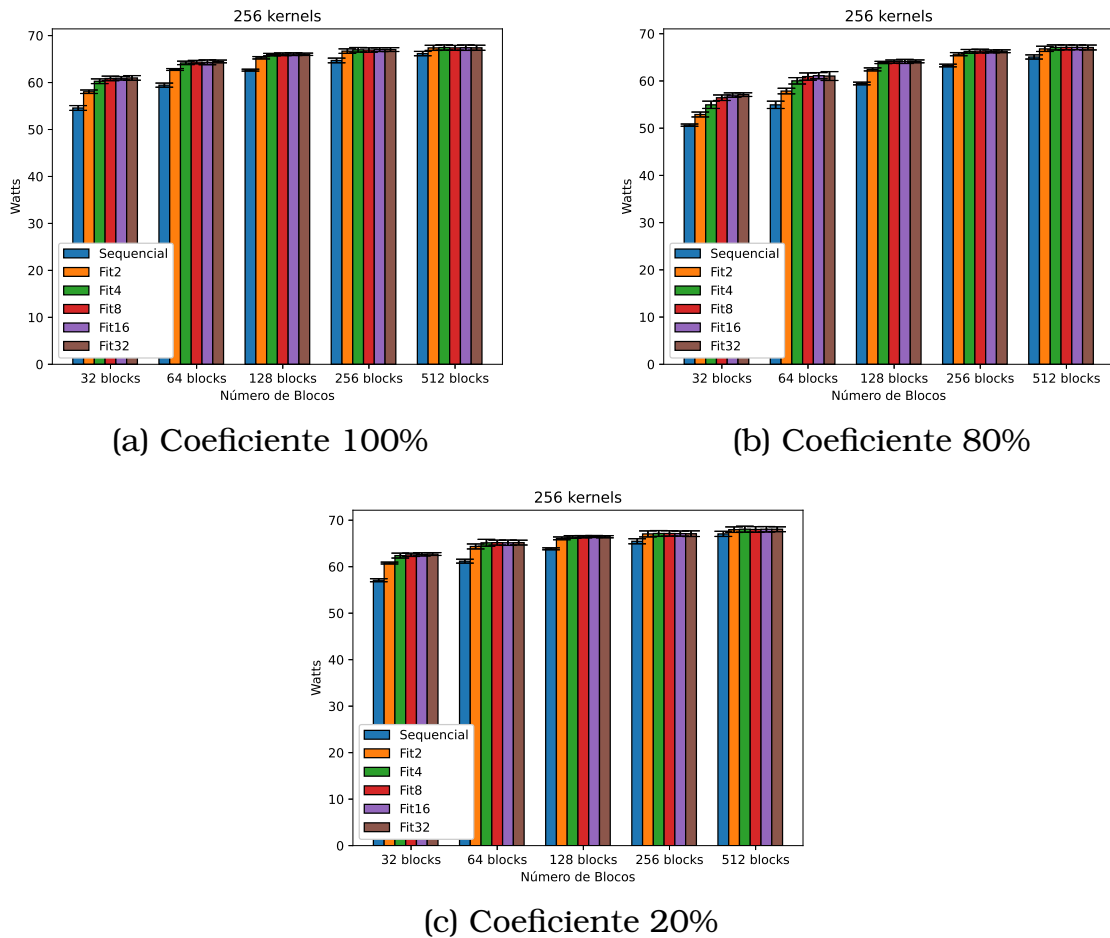 256 kernels
70
60
50
40
30
20
10
0
Watts
Sequencial
Fit2
Fit4
Fit8
Fit16
Fit32
32 blocks 64 blocks 128 blocks 256 blocks 512 blocks
Número de Blocos
(a) Coeficiente 100%
256 kernels
70
60
50
40
30
20
10
0
Watts
Sequencial
Fit2
Fit4
Fit8
Fit16
Fit32
32 blocks 64 blocks 128 blocks 256 blocks 512 blocks
Número de Blocos
(b) Coeficiente 80%
256 kernels
70
60
50
40
30
20
10
0
Watts
Sequencial
Fit2
Fit4
Fit8
Fit16
Fit32
32 blocks 64 blocks 128 blocks 256 blocks 512 blocks
Número de Blocos
(c) Coeficiente 20%